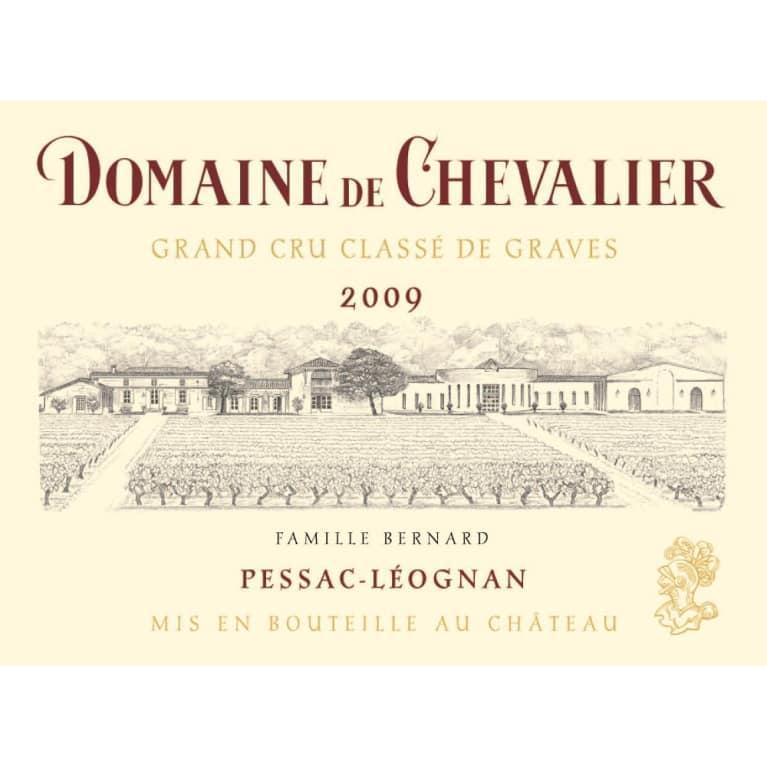 DOMAINE DE CHEVALIER
GRAND CRU CLASSÉ DE GRAVES
2009
FAMILLE BERNARD
PESSAC-LÉOGNAN
MIS EN BOUTEILLE AU CHÂTEAU